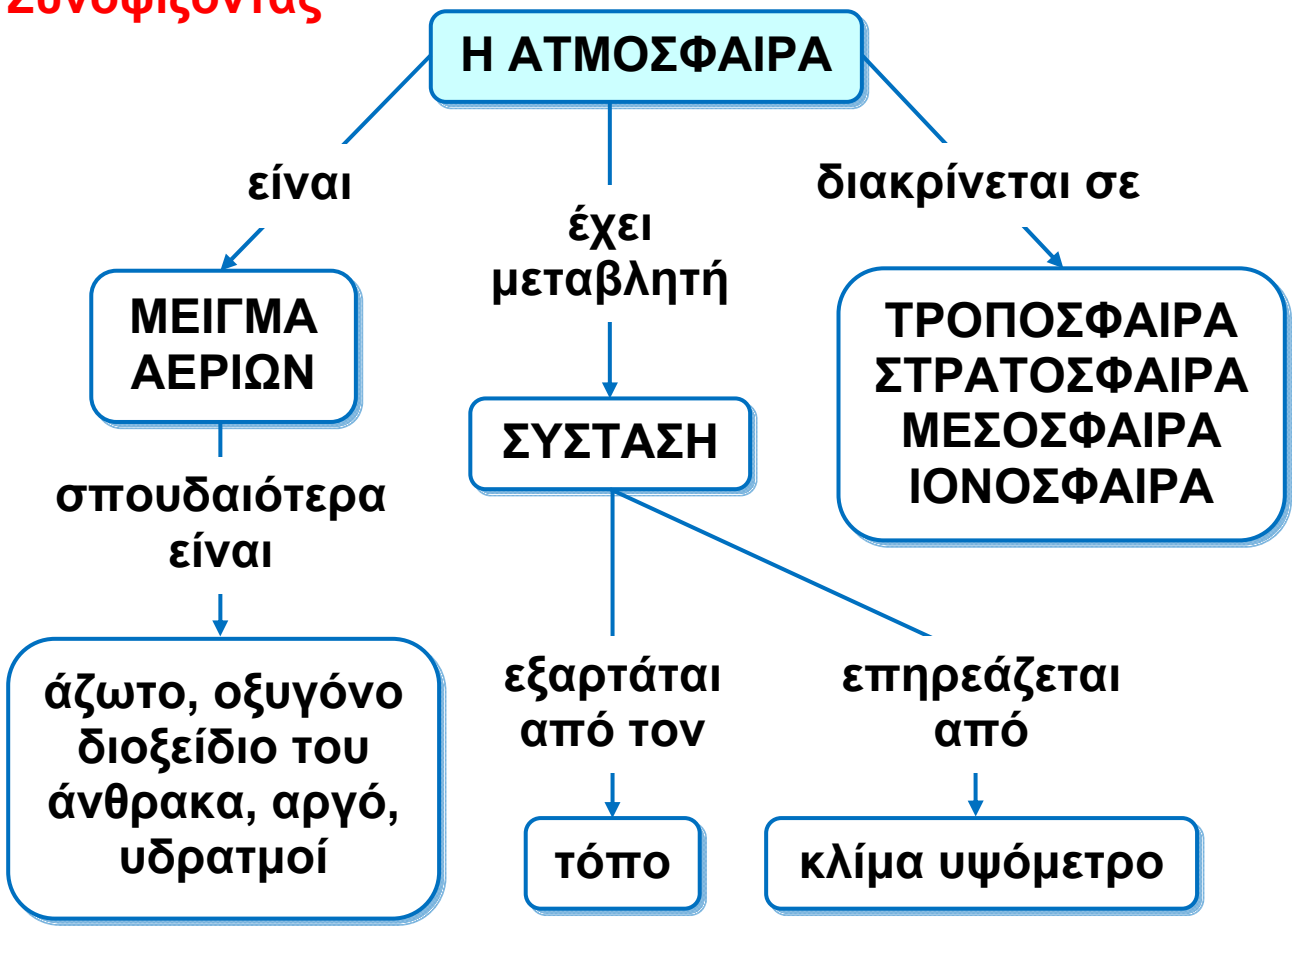 Συνοψίζοντας
Η ΑΤΜΟΣΦΑΙΡΑ
είναι
έχει
μεταβλητή
διακρίνεται σε
ΜΕΙΓΜΑ
ΑΕΡΙΩΝ
ΣΥΣΤΑΣΗ
ΤΡΟΠΟΣΦΑΙΡΑ
ΣΤΡΑΤΟΣΦΑΙΡΑ
ΜΕΣΟΣΦΑΙΡΑ
ΙΟΝΟΣΦΑΙΡΑ
σπουδαιότερα
είναι
εξαρτάται
από τον
επηρεάζεται
από
άζωτο, οξυγόνο
διοξείδιο του
άνθρακα, αργό,
υδρατμοί
τόπο
κλίμα υψόμετρο